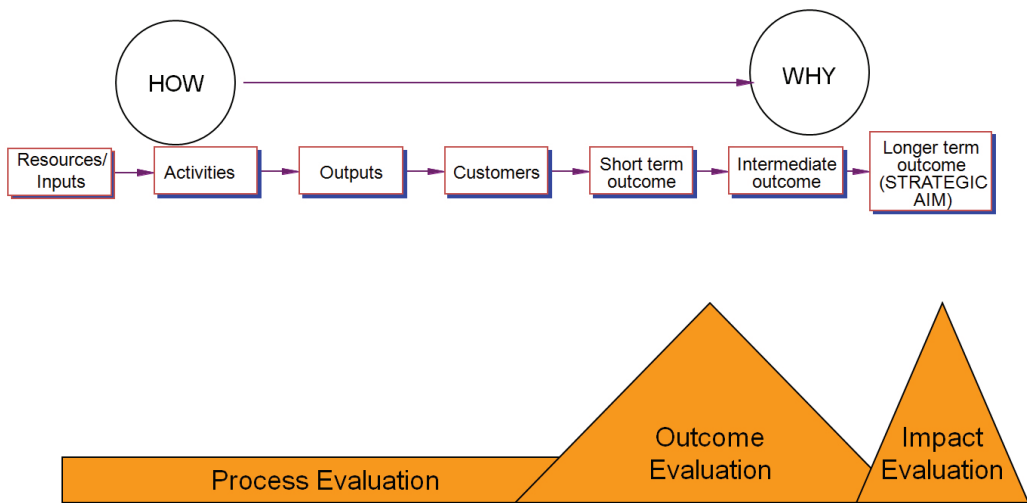 HOW
WHY
Resources/
Inputs
Activities
Outputs
Customers
Short term
outcome
Intermediate
outcome
Longer term
outcome
(STRATEGIC
AIM)
Process Evaluation
Outcome
Evaluation
Impact
Evaluation